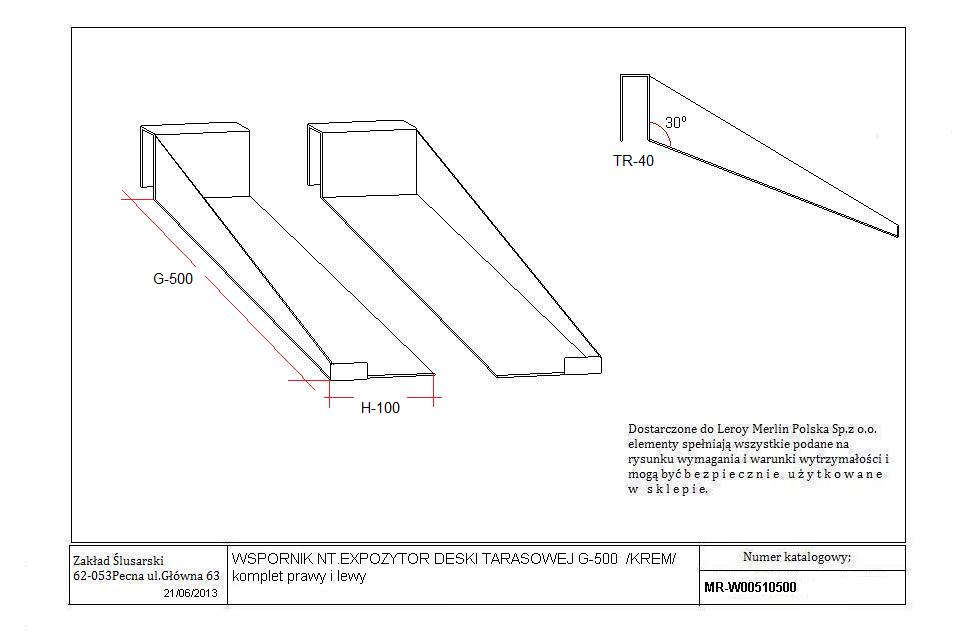 30°
TR-40
G-500
H-100
Dostarczone do Leroy Merlin Polska Sp.z o.o.
elementy spełniają wszystkie podane na
rysunku wymagania i warunki wytrzymałości i
mogą być b e z p i e c z n i e u ż y t k o w a n e
w s k l e p i e.
Zakład Ślusarski
62-053Pecna ul.Główna 63
21/06/2013
WSPORNIK NT.EXPOZYTOR DESKI TARASOWEJ G-500 /KREM/
komplet prawy i lewy
Numer katalogowy;
MR-W00510500